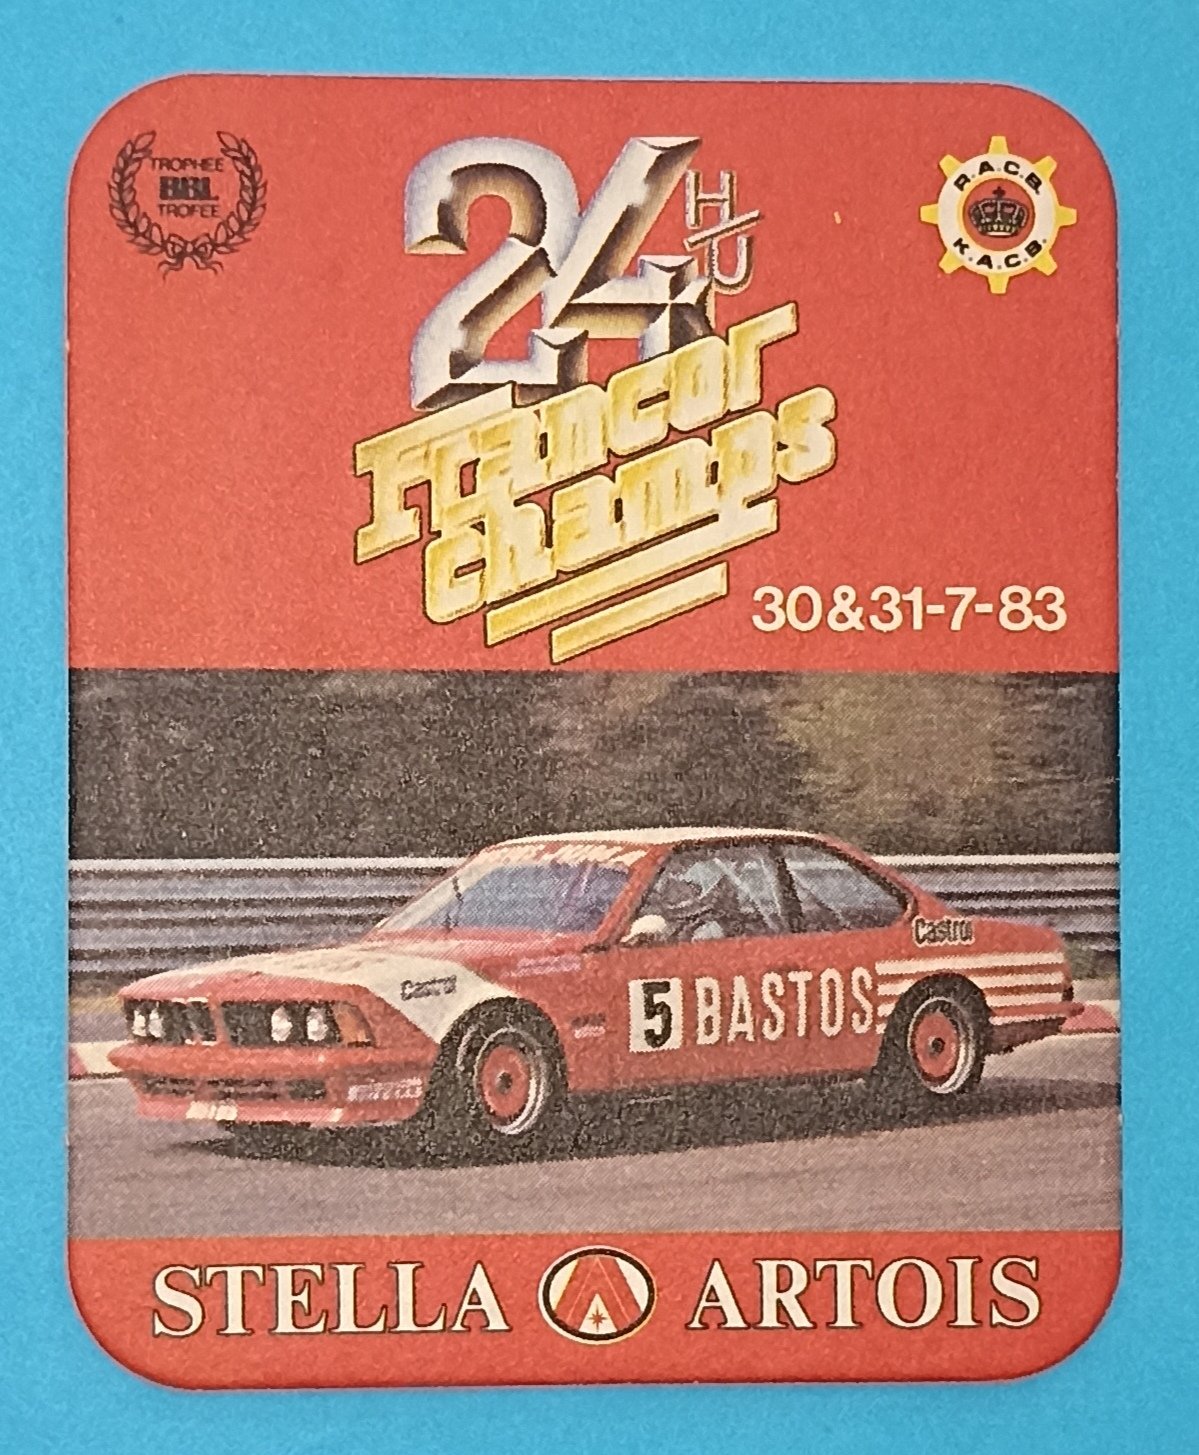 TROPHEE
BBL
TROFEE
24 H/U
Francor
champs
R.A.C.B.
K.A.C.B.
30&31-7-83
Castrol
Castrol
5 BASTOS
STELLA ARTOIS